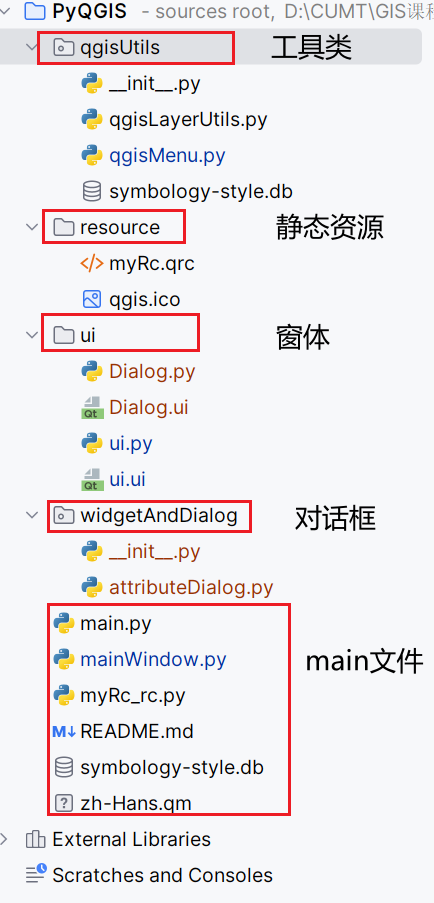 PyQGIS - sources root, D:\CUMT\GIS课程
qgisUtils 工具类
__init__.py
qgisLayerUtils.py
qgisMenu.py
symbology-style.db
resource 静态资源
myRc.qrc
qgis.ico
ui 窗体
Dialog.py
Dialog.ui
ui.py
ui.ui
widgetAndDialog 对话框
__init__.py
attributeDialog.py
main.py
mainWindow.py main文件
myRc_rc.py
README.md
symbology-style.db
zh-Hans.qm
External Libraries
Scratches and Consoles